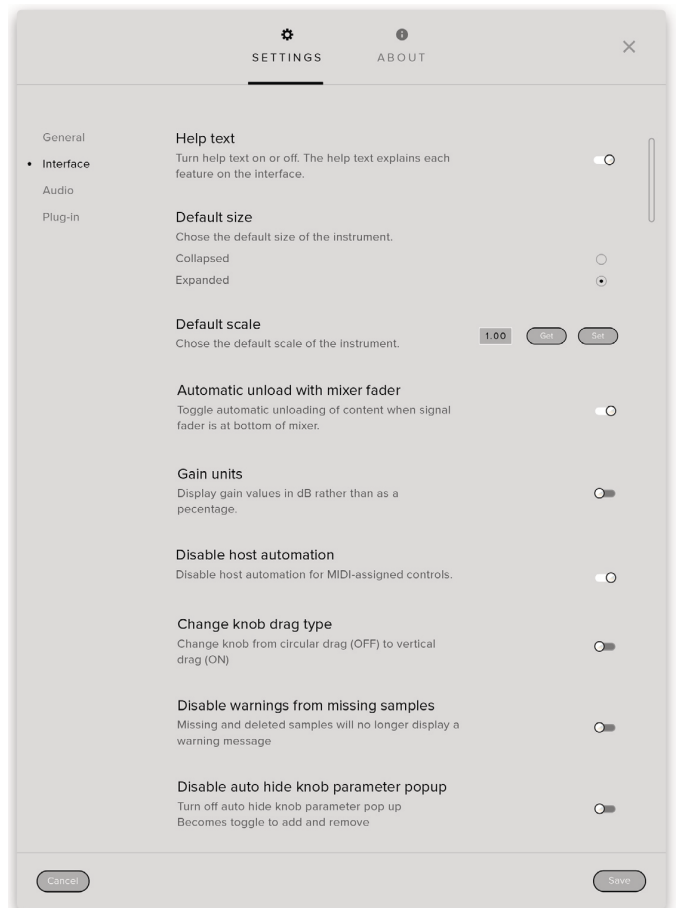 SETTINGS
ABOUT
General
Interface
Audio
Plug-in
Help text
Turn help text on or off. The help text explains each
feature on the interface.
Default size
Chose the default size of the instrument.
Collapsed
Expanded
Default scale
Chose the default scale of the instrument.
1.00
Get
Set
Automatic unload with mixer fader
Toggle automatic unloading of content when signal
fader is at bottom of mixer.
Gain units
Display gain values in dB rather than as a
pecentage.
Disable host automation
Disable host automation for MIDI-assigned controls.
Change knob drag type
Change knob from circular drag (OFF) to vertical
drag (ON)
Disable warnings from missing samples
Missing and deleted samples will no longer display a
warning message
Disable auto hide knob parameter popup
Turn off auto hide knob parameter pop up
Becomes toggle to add and remove
Cancel
Save